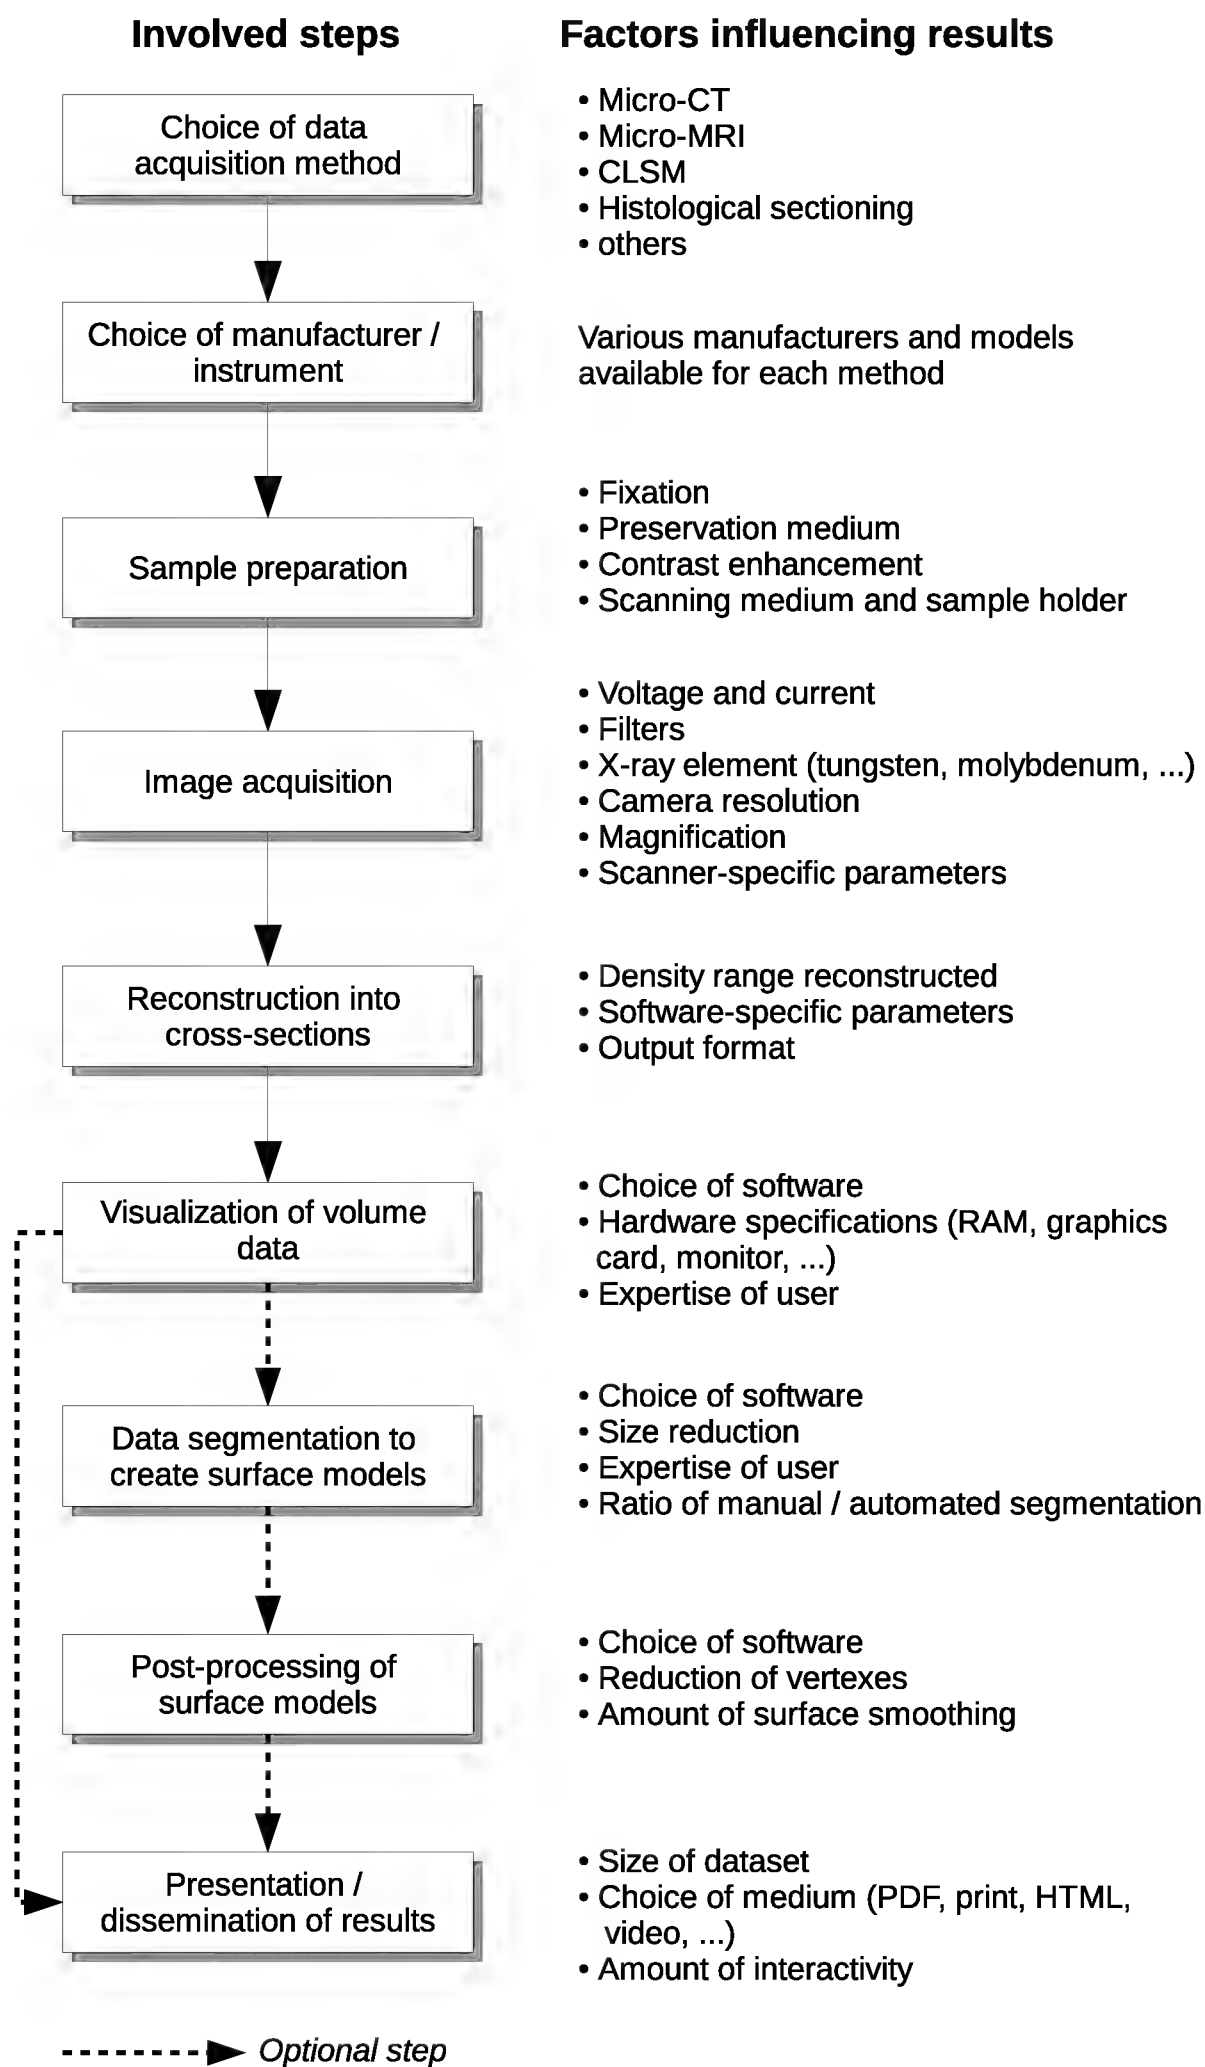 Involved steps
Factors influencing results
Choice of data
acquisition method
• Micro-CT
• Micro-MRI
• CLSM
• Histological sectioning
• others
Choice of manufacturer /
instrument
Various manufacturers and models
available for each method
Sample preparation
• Fixation
• Preservation medium
• Contrast enhancement
• Scanning medium and sample holder
Image acquisition
• Voltage and current
• Filters
• X-ray element (tungsten, molybdenum, ...)
• Camera resolution
• Magnification
• Scanner-specific parameters
Reconstruction into
cross-sections
• Density range reconstructed
• Software-specific parameters
• Output format
Visualization of volume
data
• Choice of software
• Hardware specifications (RAM, graphics
card, monitor, ...)
• Expertise of user
Data segmentation to
create surface models
• Choice of software
• Size reduction
• Expertise of user
• Ratio of manual / automated segmentation
Post-processing of
surface models
• Choice of software
• Reduction of vertexes
• Amount of surface smoothing
Presentation /
dissemination of results
• Size of dataset
• Choice of medium (PDF, print, HTML,
video, ...)
• Amount of interactivity
Optional step